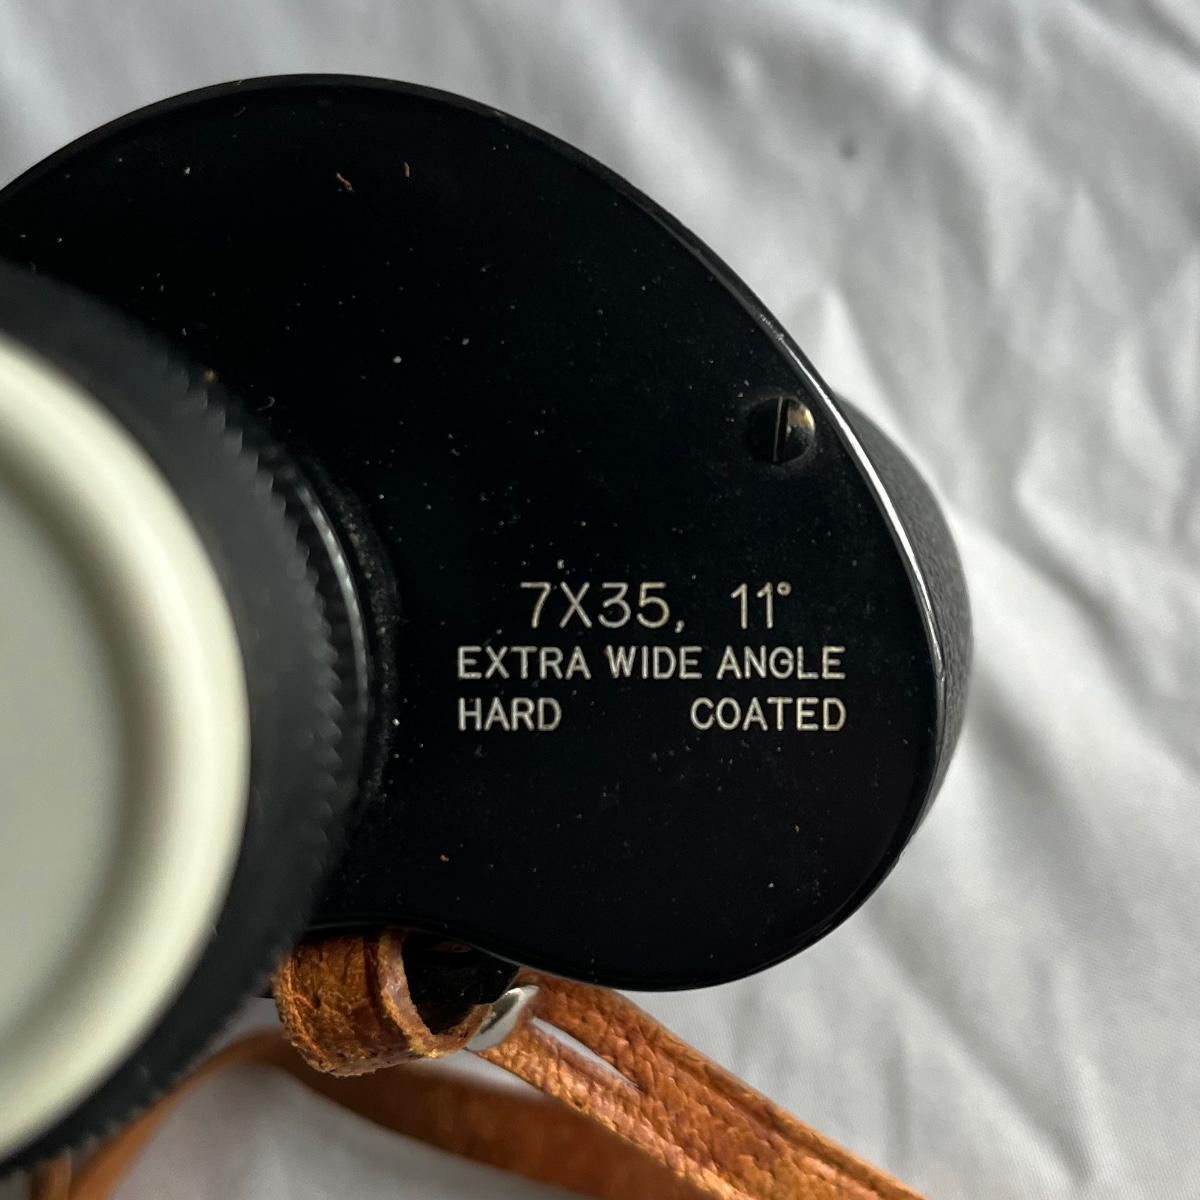 7X35, 11°
EXTRA WIDE ANGLE
HARD COATED